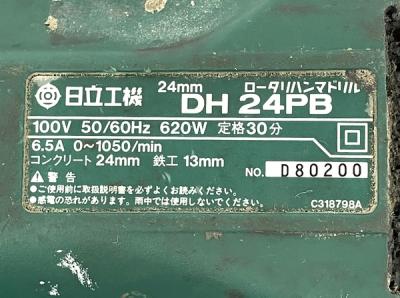 日立工機 24mm ロータリハンマドリル
DH 24PB
100V 50/60Hz 620W 定格30分
6.5A 0~1050/min
コンクリート 24mm 鉄工 13mm
NO. D80200
⚠警告
●ご使用前に取扱説明書を必ずよくお読みください。
●感電の恐れがあります。雨中では使用しないでください。
C318798A